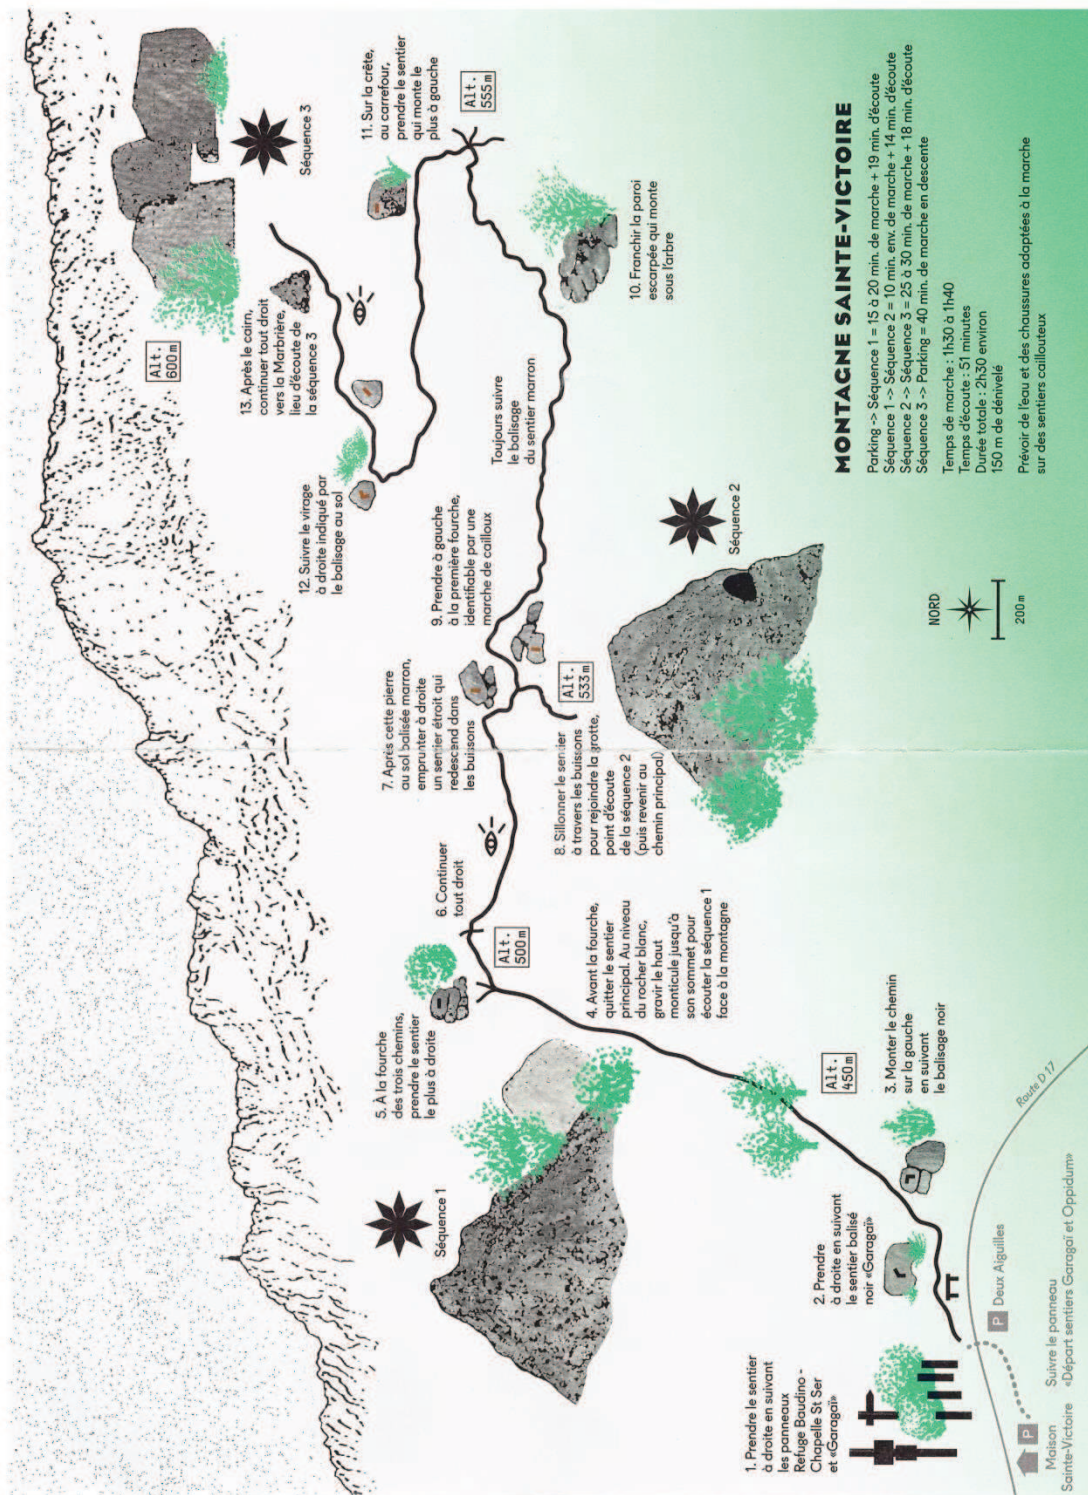 MONTAGNE SAINTE-VICTOIRE
Parking -> Séquence 1 = 15 à 20 min. de marche + 19 min. d'écoute
Séquence 1 -> Séquence 2 = 10 min. env. de marche + 14 min. d'écoute
Séquence 2 -> Séquence 3 = 25 à 30 min. de marche + 18 min. d'écoute
Séquence 3 -> Parking = 40 min. de marche en descente
Temps de marche : 1h30 à 1h40
Temps d'écoute : 51 minutes
Durée totale : 2h30 environ
150 m de dénivelé
Prévoir de l'eau et des chaussures adaptées à la marche
sur des sentiers caillouteux
NORD
200 m
1. Prendre le sentier
à droite en suivant
les panneaux
Refuge Baudino -
Chapelle St Ser
et «Garagaï»
2. Prendre
à droite en suivant
le sentier balisé
noir «Garagaï»
3. Monter le chemin
sur la gauche
en suivant
le balisage noir
Alt.
450 m
4. Avant la fourche,
quitter le sentier
principal. Au niveau
du rocher blanc,
gravir le haut
monticule jusqu'à
son sommet pour
écouter la séquence 1
face à la montagne
Séquence 1
5. À la fourche
des trois chemins,
prendre le sentier
le plus à droite
Alt.
500 m
6. Continuer
tout droit
7. Après cette pierre
au sol balisée marron,
emprunter à droite
un sentier étroit qui
redescend dans
les buissons
8. Sillonner le sentier
à travers les buissons
pour rejoindre la grotte,
point d'écoute
de la séquence 2
(puis revenir au
chemin principal)
Alt.
533 m
Séquence 2
9. Prendre à gauche
à la première fourche,
identifiable par une
marche de cailloux
Toujours suivre
le balisage
du sentier marron
10. Franchir la paroi
escarpée qui monte
sous l'arbre
Alt.
555 m
11. Sur la crête,
au carrefour,
prendre le sentier
qui monte le
plus à gauche
12. Suivre le virage
à droite indiqué par
le balisage au sol
13. Après le cairn,
continuer tout droit
vers la Marbrière,
lieu d'écoute de
la séquence 3
Alt.
600 m
Séquence 3
Route D 17
P Deux Aiguilles
P
Maison
Sainte-Victoire
Suivre le panneau
«Départ sentiers Garagaï et Oppidum»